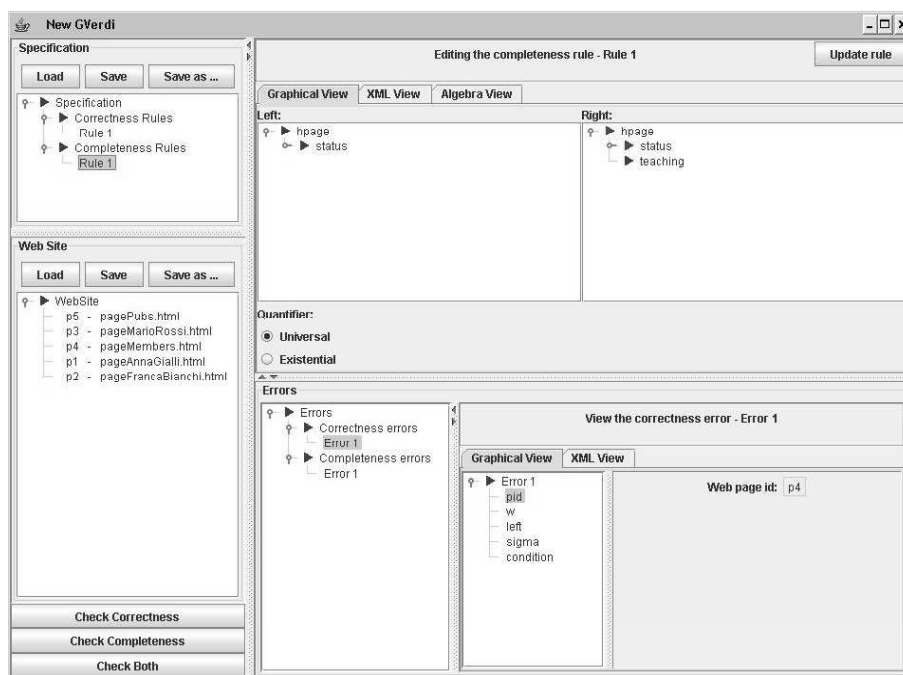 New GVerdi
Specification
Load Save Save as ...
Specification
Correctness Rules
Rule 1
Completeness Rules
Rule 1
Web Site
Load Save Save as ...
WebSite
p5 - pagePubs.html
p3 - pageMarioRossi.html
p4 - pageMembers.html
p1 - pageAnnaGialli.html
p2 - pageFrancaBianchi.html
Check Correctness
Check Completeness
Check Both
Editing the completeness rule - Rule 1
Update rule
Graphical View XML View Algebra View
Left:
hpage
status
Right:
hpage
status
teaching
Quantifier:
Universal
Existential
Errors
Errors
Correctness errors
Error 1
Completeness errors
Error 1
View the correctness error - Error 1
Graphical View XML View
Error 1
pid
w
left
sigma
condition
Web page id: p4